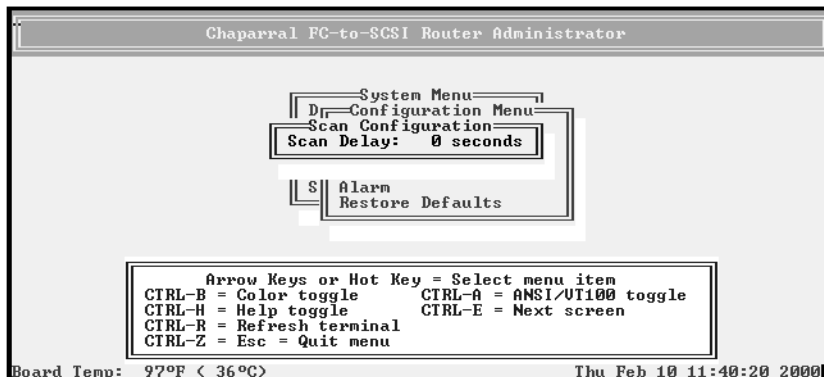 Chaparral FC-to-SCSI Router Administrator
System Menu
D Configuration Menu
Scan Configuration
Scan Delay: 0 seconds
S Alarm
Restore Defaults
Arrow Keys or Hot Key = Select menu item
CTRL-B = Color toggle CTRL-A = ANSI/VT100 toggle
CTRL-H = Help toggle CTRL-E = Next screen
CTRL-R = Refresh terminal
CTRL-Z = Esc = Quit menu
Board Temp: 97°F ( 36°C) Thu Feb 10 11:40:20 2000